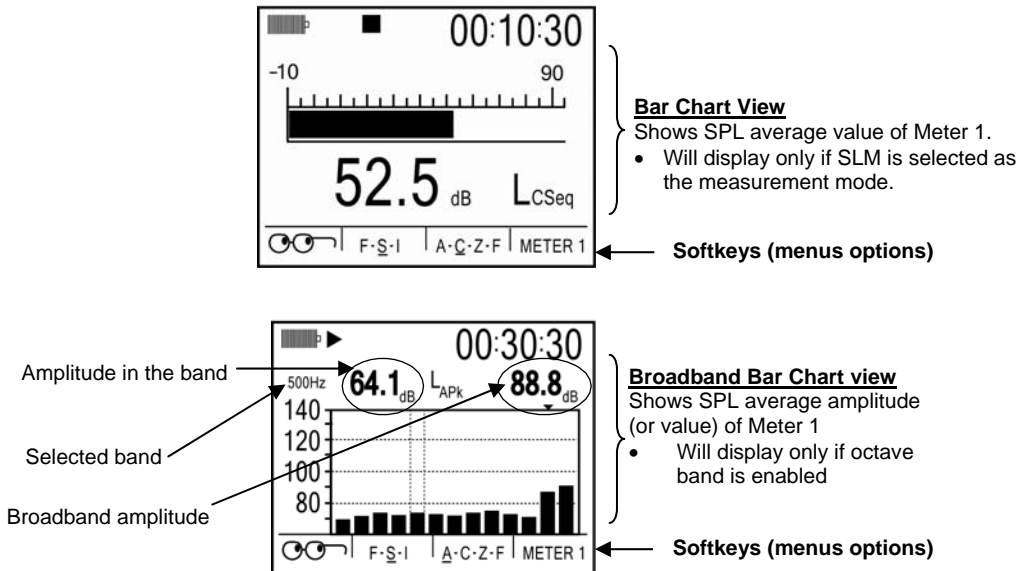 00:10:30
-10 90
52.5 dB LCSeq
F-S-I A-C-Z-F METER 1
Bar Chart View
Shows SPL average value of Meter 1.
• Will display only if SLM is selected as
the measurement mode.
Softkeys (menus options)
00:30:30
500Hz 64.1dB LAPk 88.8dB
140
120
100
80
F-S-I A-C-Z-F METER 1
Amplitude in the band
Selected band
Broadband amplitude
Broadband Bar Chart view
Shows SPL average amplitude
(or value) of Meter 1
• Will display only if octave
band is enabled
Softkeys (menus options)